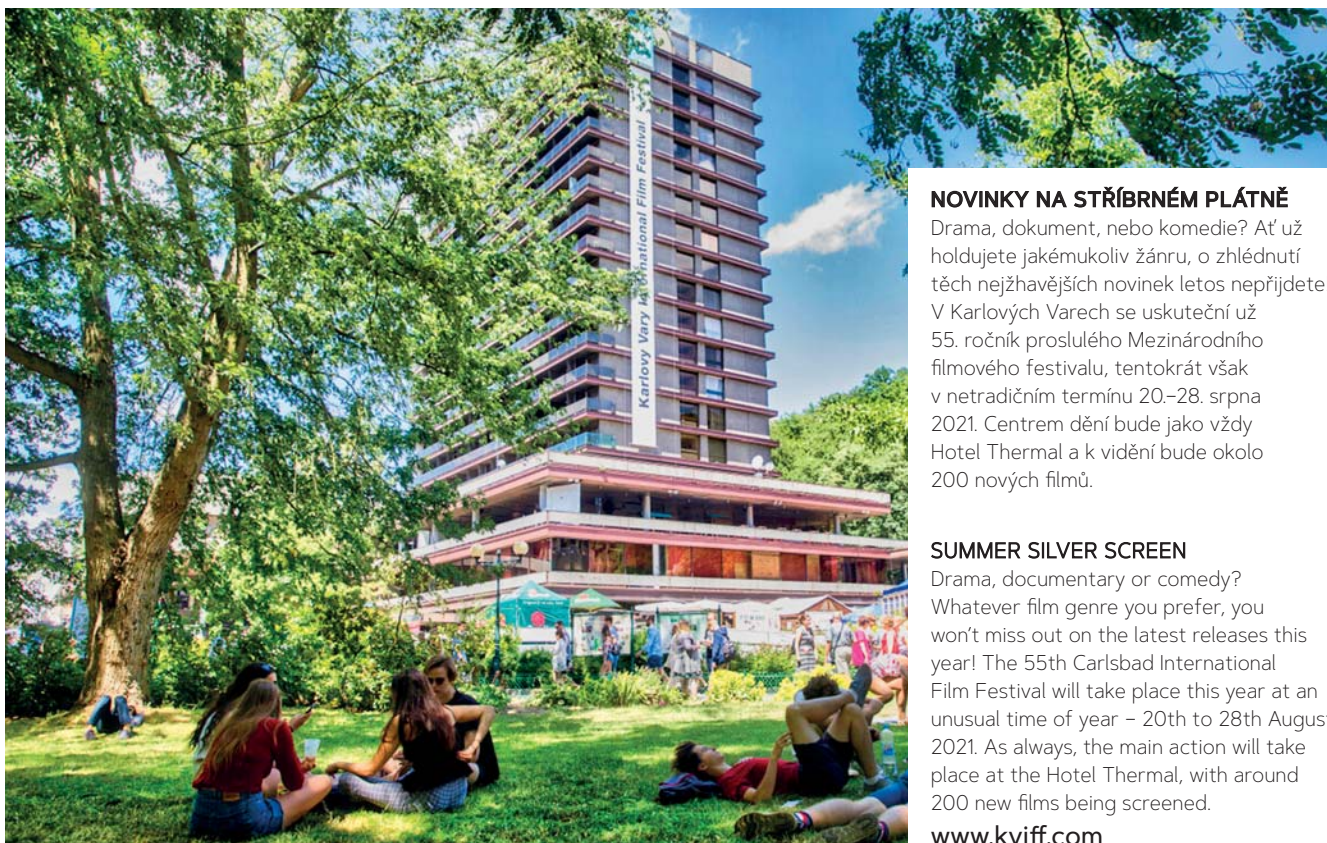 Karlovy Vary International Film Festival
NOVINKY NA STŘÍBRNÉM PLÁTNĚ
Drama, dokument, nebo komedie? Ať už
holdujete jakémukoliv žánru, o zhlédnutí
těch nejžhavějších novinek letos nepřijdete
V Karlových Varech se uskuteční už
55. ročník proslulého Mezinárodního
filmového festivalu, tentokrát však
v netradičním termínu 20.–28. srpna
2021. Centrem dění bude jako vždy
Hotel Thermal a k vidění bude okolo
200 nových filmů.
SUMMER SILVER SCREEN
Drama, documentary or comedy?
Whatever film genre you prefer, you
won't miss out on the latest releases this
year! The 55th Carlsbad International
Film Festival will take place this year at an
unusual time of year – 20th to 28th August
2021. As always, the main action will take
place at the Hotel Thermal, with around
200 new films being screened.
www.kviff.com